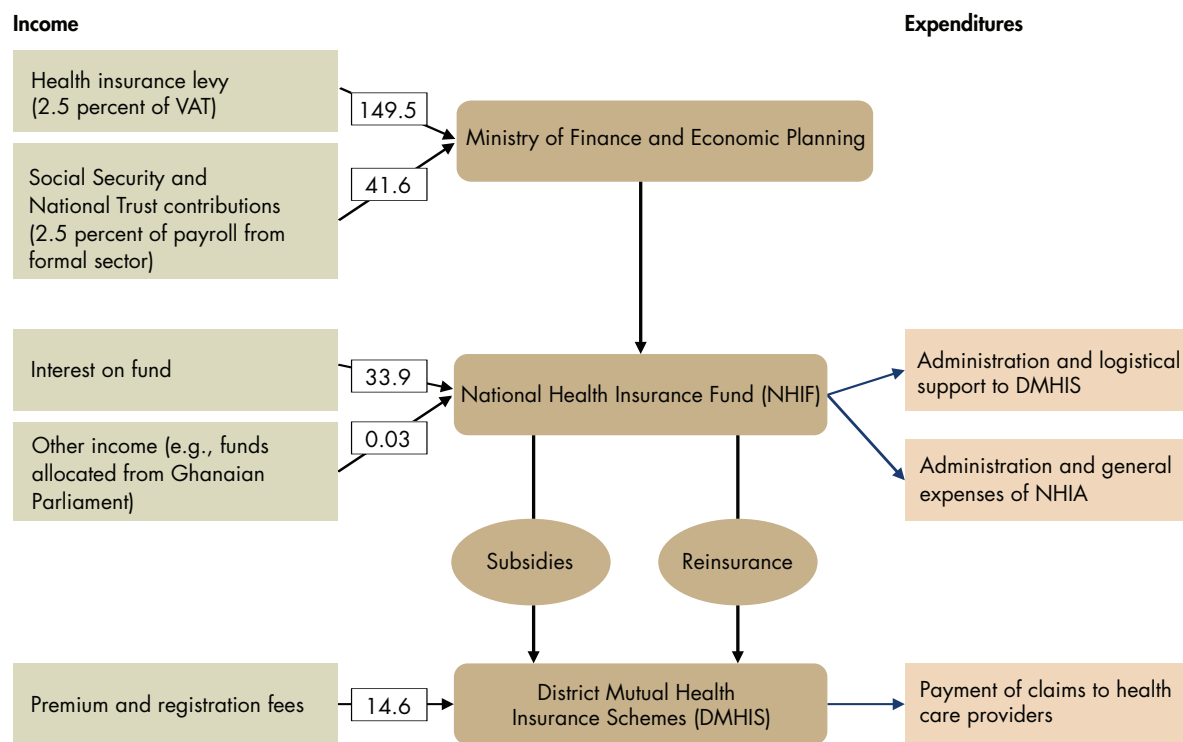 Income
Expenditures
Health insurance levy
(2.5 percent of VAT)
149.5
Ministry of Finance and Economic Planning
Social Security and
National Trust contributions
(2.5 percent of payroll from
formal sector)
41.6
Interest on fund
33.9
National Health Insurance Fund (NHIF)
Administration and logistical
support to DMHIS
Other income (e.g., funds
allocated from Ghanaian
Parliament)
0.03
Administration and general
expenses of NHIA
Subsidies
Reinsurance
Premium and registration fees
14.6
District Mutual Health
Insurance Schemes (DMHIS)
Payment of claims to health
care providers